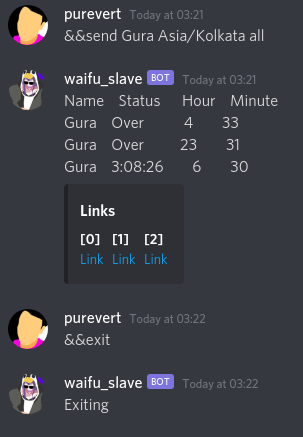 purevert Today at 03:21
&&send Gura Asia/Kolkata all
waifu_slave BOT Today at 03:21
Name Status Hour Minute
Gura Over 4 33
Gura Over 23 31
Gura 3:08:26 6 30
Links
[0] [1] [2]
Link Link Link
purevert Today at 03:22
&&exit
waifu_slave BOT Today at 03:22
Exiting